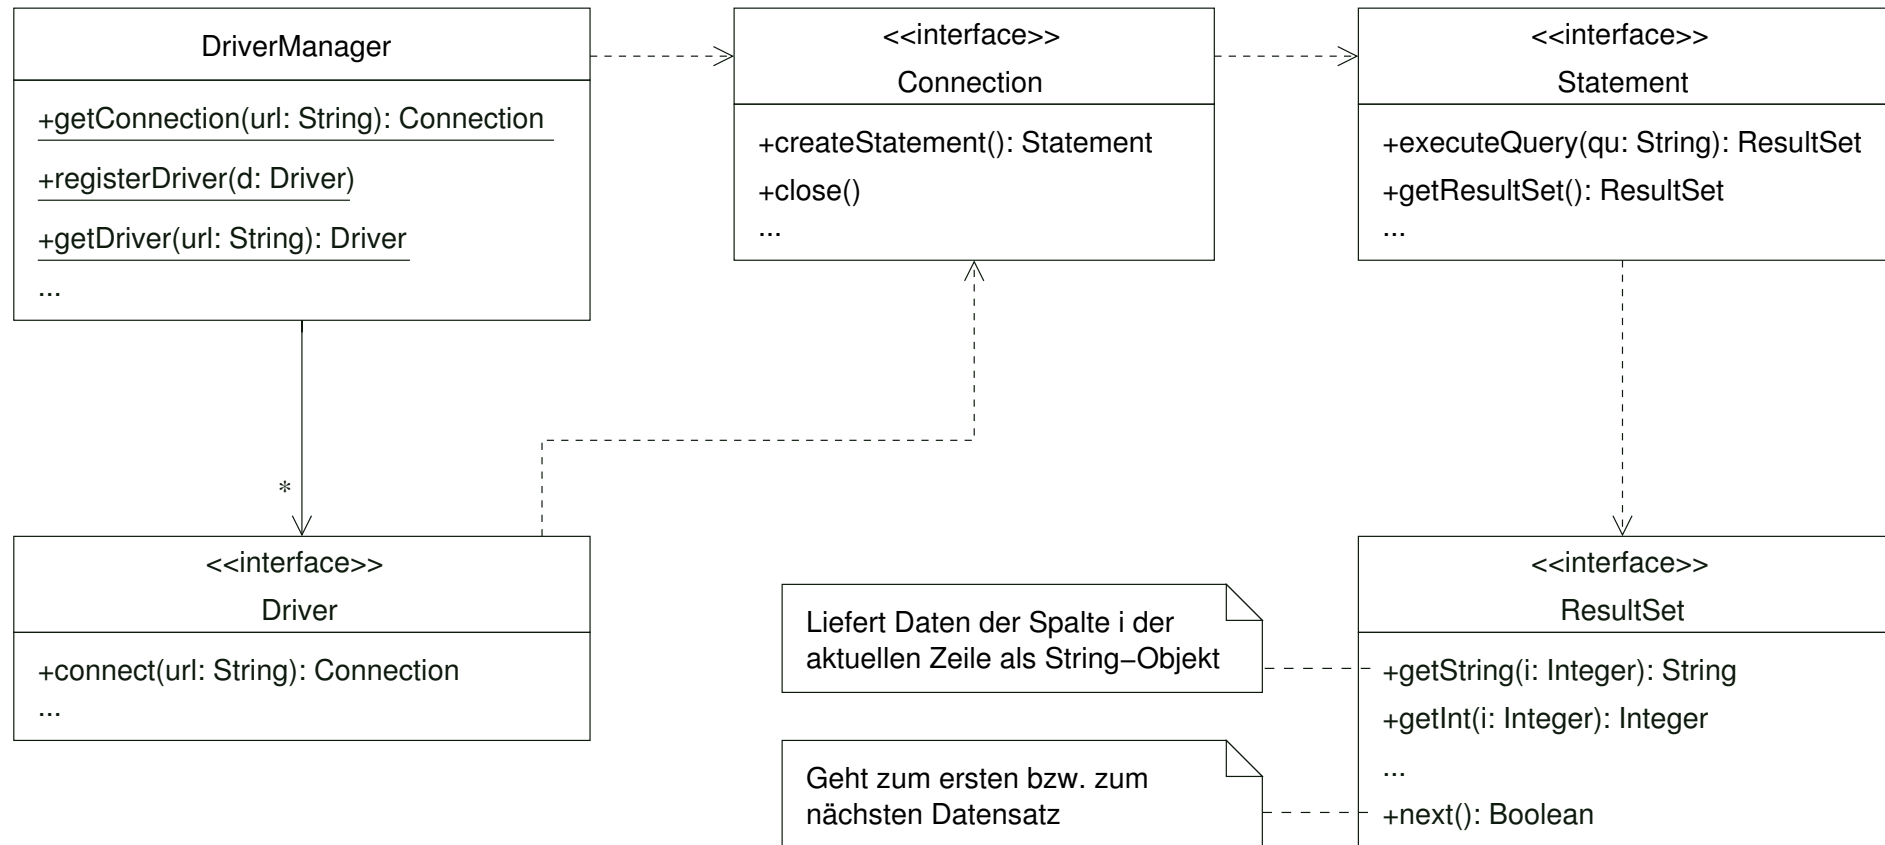 DriverManager
+getConnection(url: String): Connection
+registerDriver(d: Driver)
+getDriver(url: String): Driver
...
<<interface>>
Connection
+createStatement(): Statement
+close()
...
<<interface>>
Statement
+executeQuery(qu: String): ResultSet
+getResultSet(): ResultSet
...
*
<<interface>>
Driver
+connect(url: String): Connection
...
Liefert Daten der Spalte i der
aktuellen Zeile als String−Objekt
Geht zum ersten bzw. zum
nächsten Datensatz
<<interface>>
ResultSet
+getString(i: Integer): String
+getInt(i: Integer): Integer
...
+next(): Boolean